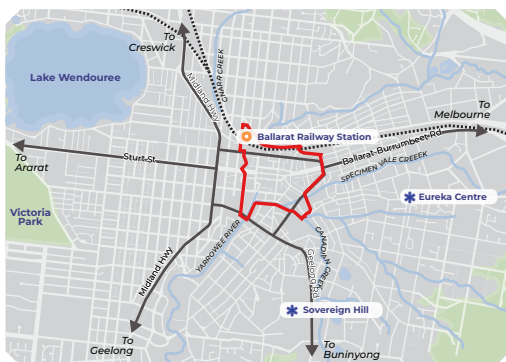 To
Creswick
Lake Wendouree
Midland Hwy
GNARR CREEK
To
Melbourne
Ballarat Railway Station
Ballarat-Burrumbeet Rd
To
Ararat
Sturt St
SPECIMEN VALE CREEEK
Eureka Centre
Victoria
Park
YARROWEE RIVER
CANADIAN CREEK
Midland Hwy
Geelong Rd
Sovereign Hill
To
Geelong
To
Buninyong